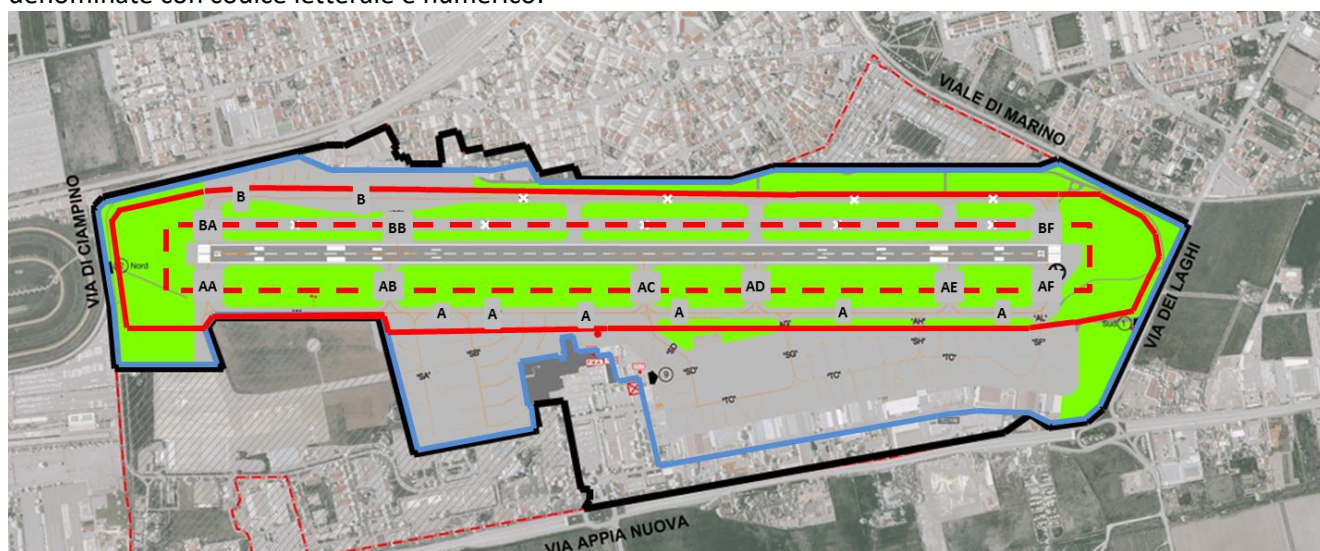 denominate con codice letterale e numerico.
VIALE DI MARINO
VIA DI CIAMPINO
B
B
BA
BB
BF
Nord
AA
AB
AC
AD
AE
AF
A
A
A
A
A
A
"AH"
"AL"
Sud
1
VIA DEI LAGHI
"SB"
"SA"
9
"SD"
"SG"
"SH"
"SF"
"TC"
"TC"
"TC"
VIA APPIA NUOVA